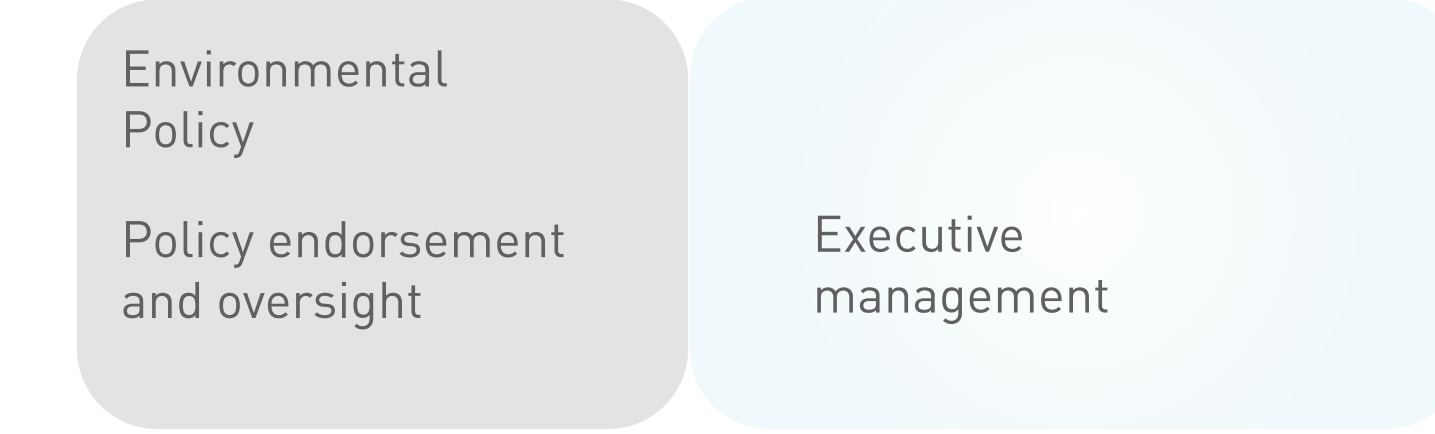 Environmental
Policy
Policy endorsement
and oversight
Executive
management